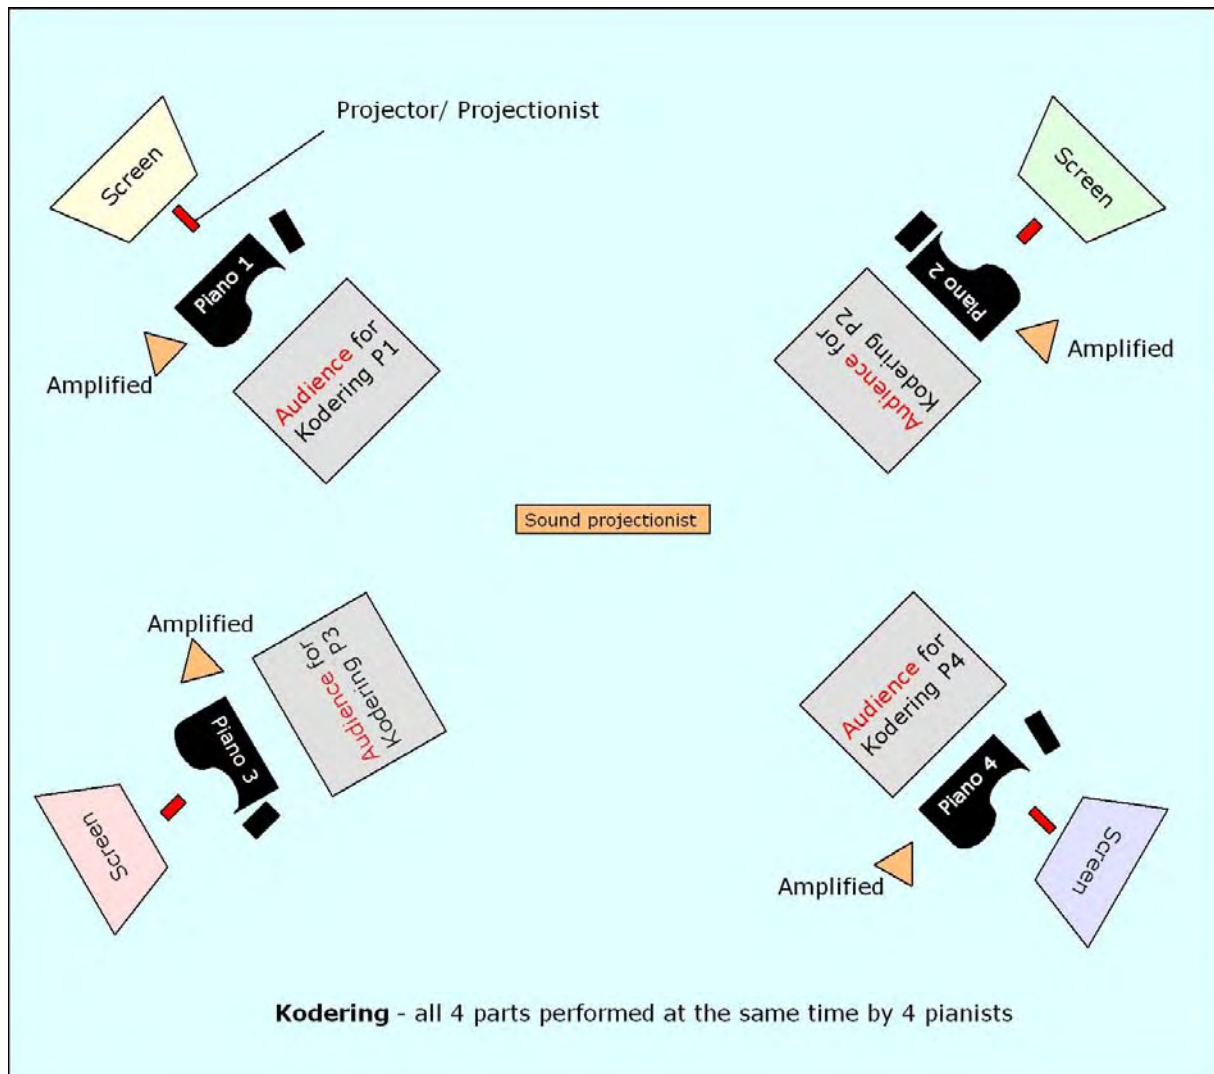 Projector/ Projectionist
Screen
Piano 1
Amplified
Audience for
Kodering P1
Screen
Piano 2
Amplified
Audience for
Kodering P2
Sound projectionist
Amplified
Audience for
Kodering P3
Piano 3
Screen
Audience for
Kodering P4
Piano 4
Amplified
Screen
Kodering - all 4 parts performed at the same time by 4 pianists